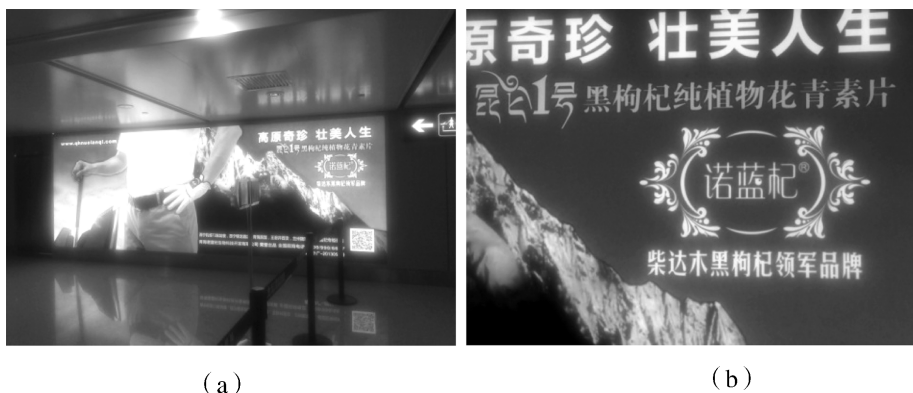 www.qhnuolanqi.com
高原奇珍 壮美人生
昆仑1号黑枸杞纯植物花青素片
诺蓝杞
柴达木黑枸杞领军品牌
(a)
原奇珍 壮美人生
昆仑1号黑枸杞纯植物花青素片
诺蓝杞®
柴达木黑枸杞领军品牌
(b)